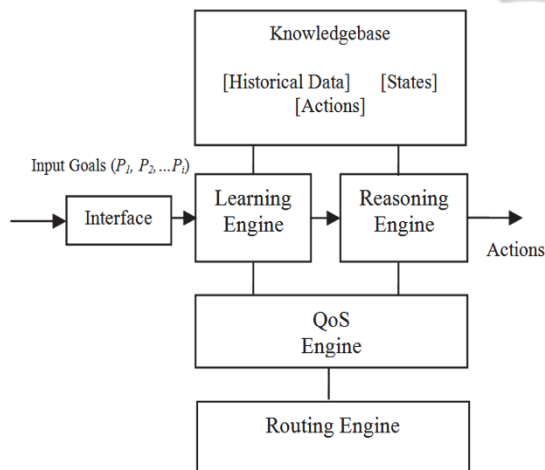 Knowledgebase
[Historical Data] [States]
[Actions]
Input Goals (P1, P2, ...Pi)
Interface
Learning
Engine
Reasoning
Engine
Actions
QoS
Engine
Routing Engine